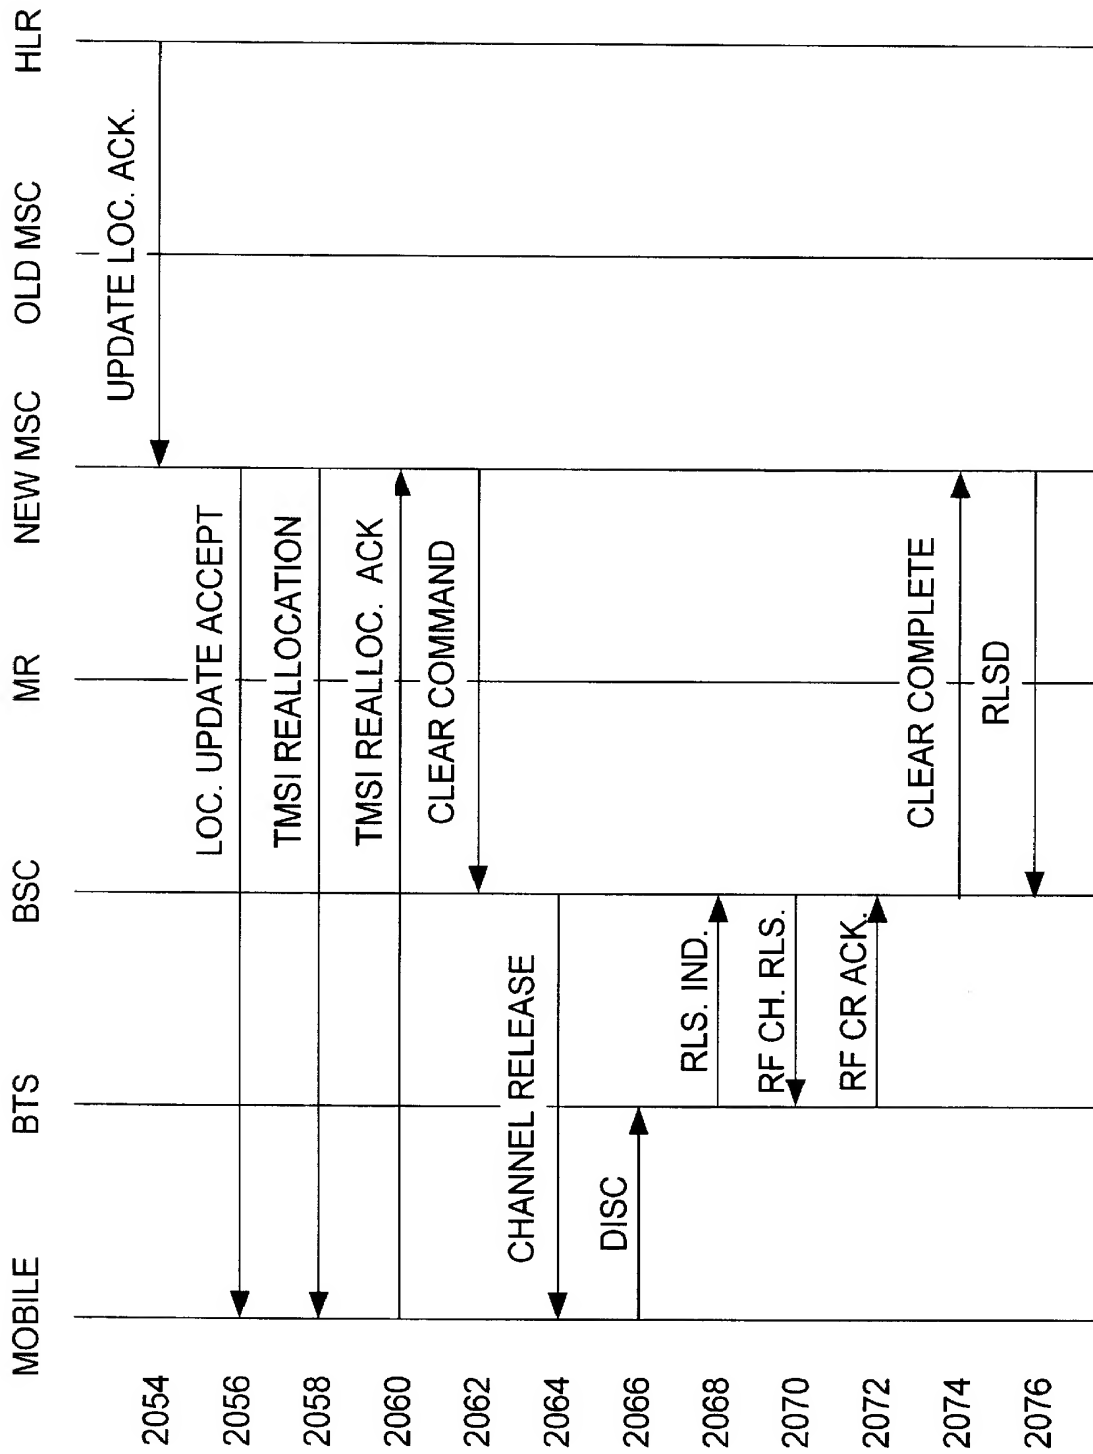 MOBILE BTS BSC MR NEW MSC OLD MSC HLR
2054 UPDATE LOC. ACK.
2056 LOC. UPDATE ACCEPT
2058 TMSI REALLOCATION
2060 TMSI REALLOC. ACK
2062 CLEAR COMMAND
2064 CHANNEL RELEASE
2066 DISC
2068 RLS. IND.
2070 RF CH. RLS.
2072 RF CR ACK.
2074 CLEAR COMPLETE
2076 RLSD